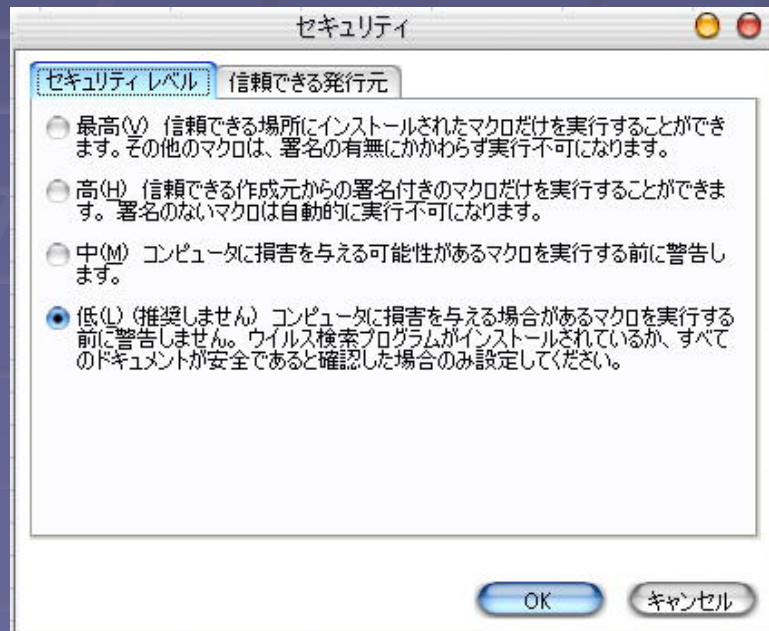 セキュリティ
セキュリティ レベル
信頼できる発行元
最高(V) 信頼できる場所にインストールされたマクロだけを実行することができ
ます。その他のマクロは、署名の有無にかかわらず実行不可になります。
高(H) 信頼できる作成元からの署名付きのマクロだけを実行することができま
す。 署名のないマクロは自動的に実行不可になります。
中(M) コンピュータに損害を与える可能性があるマクロを実行する前に警告し
ます。
低(L) (推奨しません) コンピュータに損害を与える場合があるマクロを実行する
前に警告しません。ウイルス検索プログラムがインストールされているか、すべて
のドキュメントが安全であると確認した場合のみ設定してください。
OK
キャンセル